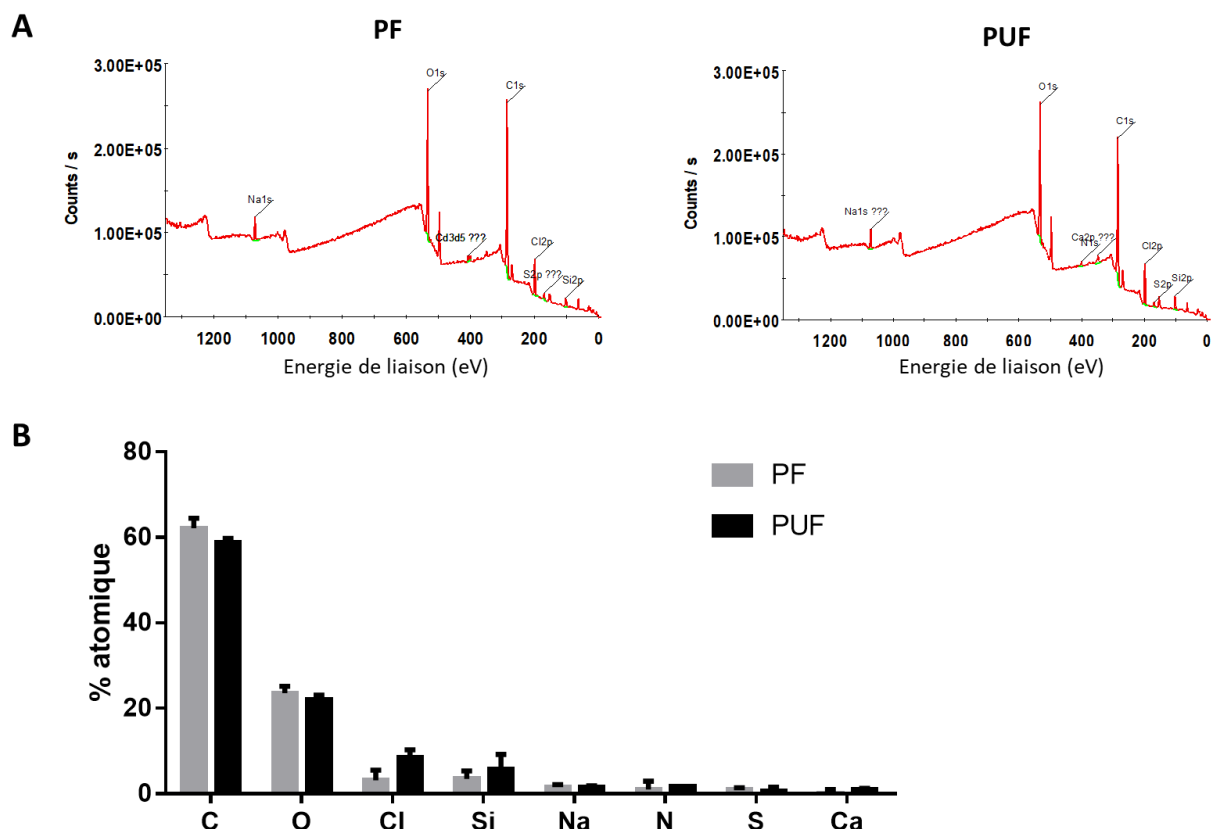 A
PF
PUF
3.00E+05
2.00E+05
1.00E+05
0.00E+00
Counts / s
O1s
C1s
Na1s
Cd3d5 ???
Cl2p
S2p ???
Si2p
1200 1000 800 600 400 200 0
Energie de liaison (eV)
3.00E+05
2.00E+05
1.00E+05
0.00E+00
Counts / s
O1s
C1s
Na1s ???
Ca2p ???
N1s
Cl2p
S2p
Si2p
1200 1000 800 600 400 200 0
Energie de liaison (eV)
B
80
60
40
20
0
% atomique
PF
PUF
C O Cl Si Na N S Ca